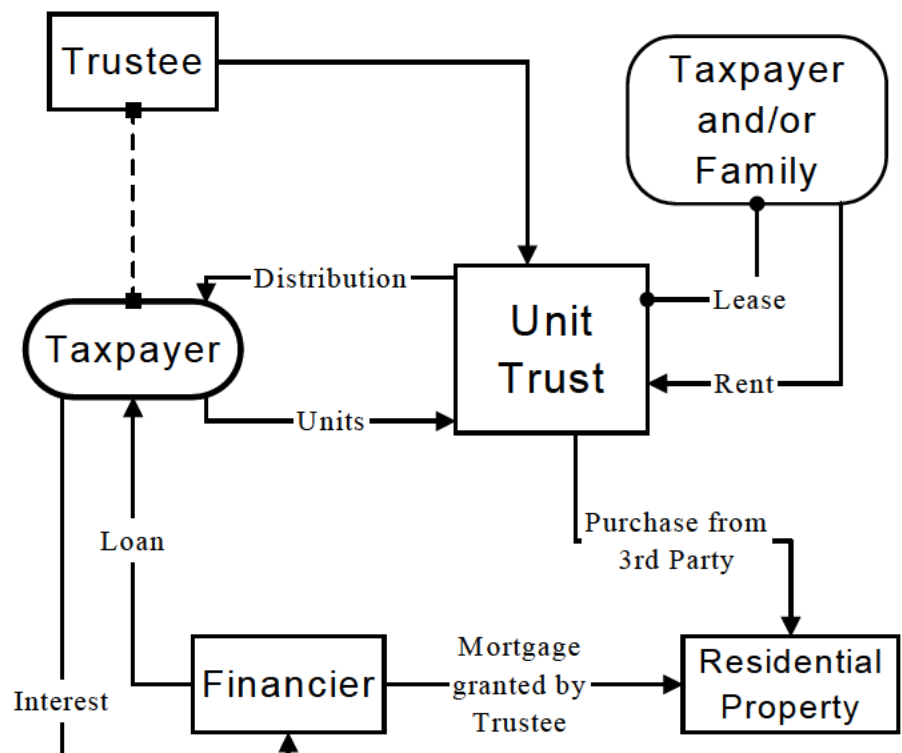 Trustee
Taxpayer
and/or
Family
Distribution
Unit
Trust
Lease
Taxpayer
Rent
Units
Purchase from
3rd Party
Loan
Mortgage
granted by
Trustee
Financier
Residential
Property
Interest